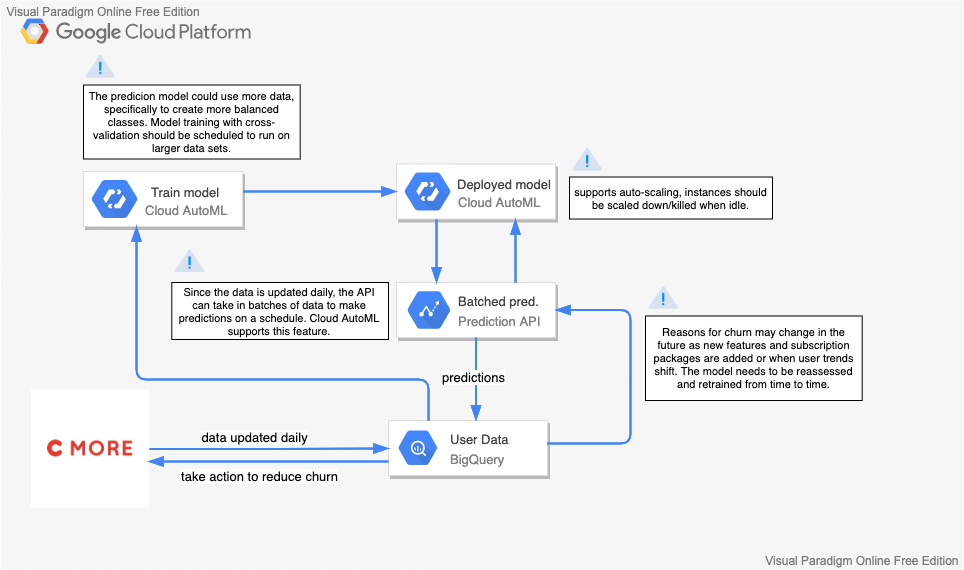 Visual Paradigm Online Free Edition
Google Cloud Platform
!
The predicion model could use more data,
specifically to create more balanced
classes. Model training with cross-
validation should be scheduled to run on
larger data sets.
Train model
Cloud AutoML
Deployed model
Cloud AutoML
!
supports auto-scaling, instances should
be scaled down/killed when idle.
!
Since the data is updated daily, the API
can take in batches of data to make
predictions on a schedule. Cloud AutoML
supports this feature.
Batched pred.
Prediction API
!
Reasons for churn may change in the
future as new features and subscription
packages are added or when user trends
shift. The model needs to be reassessed
and retrained from time to time.
predictions
C MORE
data updated daily
take action to reduce churn
User Data
BigQuery
Visual Paradigm Online Free Edition